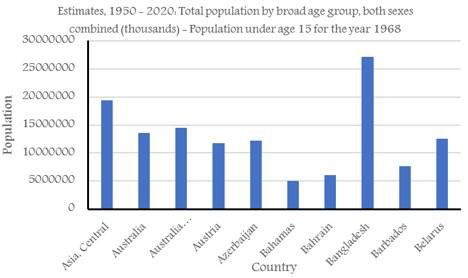 Estimates, 1950 - 2020: Total population by broad age group, both sexes
combined (thousands) - Population under age 15 for the year 1968
30000000
25000000
20000000
15000000
10000000
5000000
0
Population
Asia, Central
Australia
Australia...
Austria
Azerbaijan
Bahamas
Bahrain
Bangladesh
Barbados
Belarus
Country